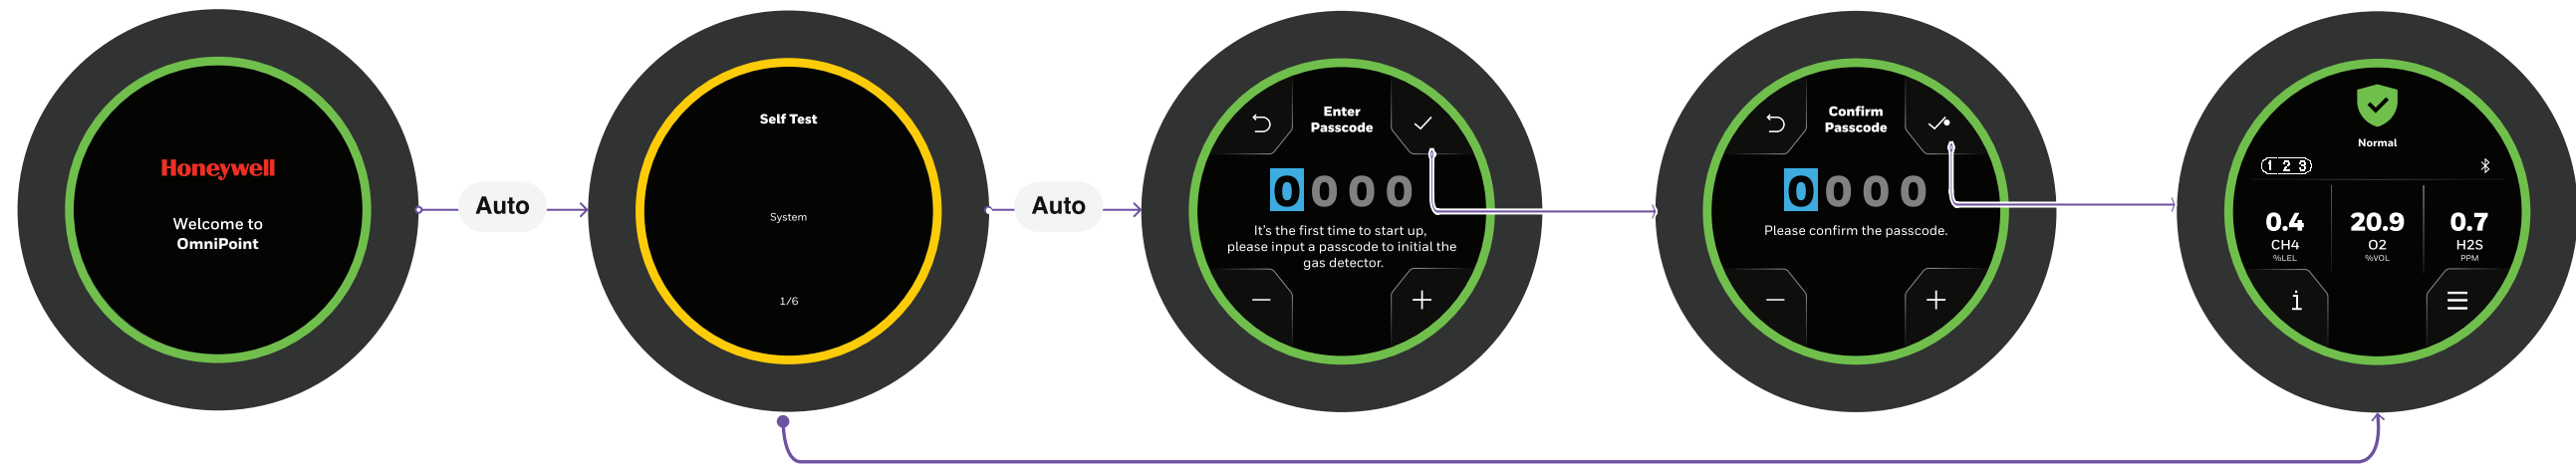 Honeywell
Welcome to
OmniPoint
Auto
Self Test
System
1/6
Auto
Enter
Passcode
0 0 0 0
It's the first time to start up,
please input a passcode to initial the
gas detector.
Confirm
Passcode
0 0 0 0
Please confirm the passcode.
Normal
1 2 3
0.4 20.9 0.7
CH4 O2 H2S
%LEL %VOL PPM
i